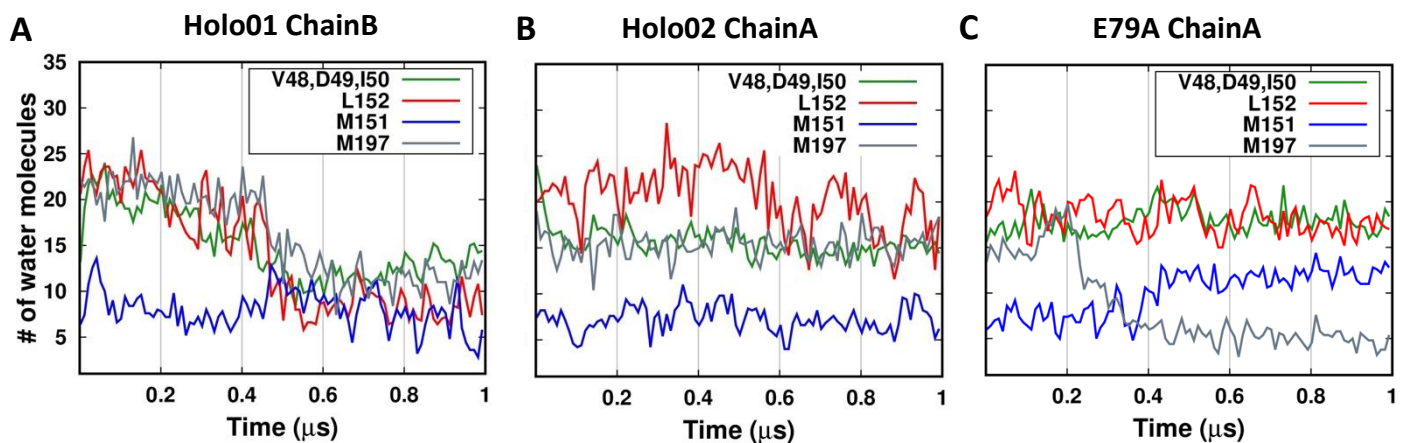 A Holo01 ChainB
B Holo02 ChainA
C E79A ChainA
# of water molecules
35
30
25
20
15
10
5
V48,D49,I50
L152
M151
M197
0.2 0.4 0.6 0.8 1
Time (μs)
V48,D49,I50
L152
M151
M197
0.2 0.4 0.6 0.8 1
Time (μs)
V48,D49,I50
L152
M151
M197
0.2 0.4 0.6 0.8 1
Time (μs)